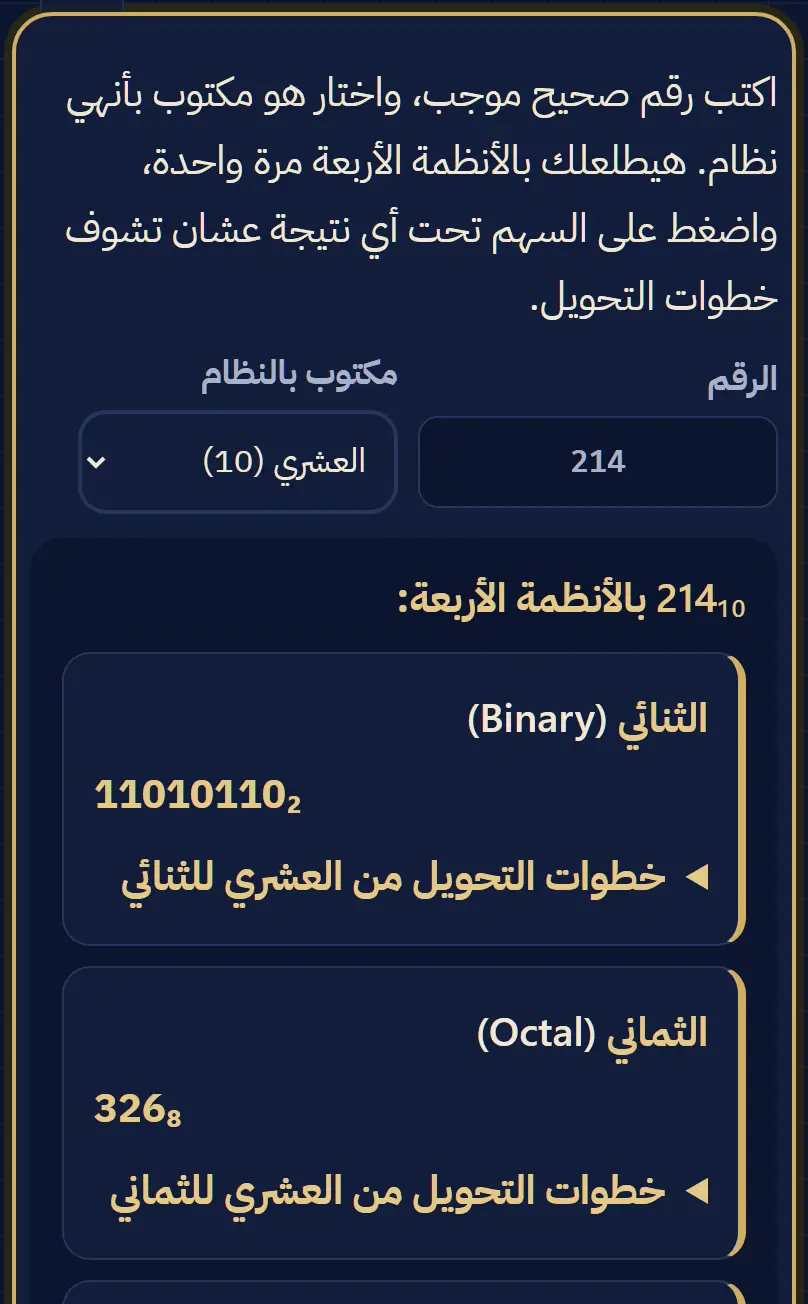 اكتب رقم صحيح موجب، واختار هو مكتوب بأنهي
نظام. هيطلعلك بالأنظمة الأربعة مرة واحدة،
واضغط على السهم تحت أي نتيجة عشان تشوف
خطوات التحويل.
الرقم
مكتوب بالنظام
214
العشري (10)
214₁₀ بالأنظمة الأربعة:
الثنائي (Binary)
11010110₂
خطوات التحويل من العشري للثنائي
الثماني (Octal)
326₈
خطوات التحويل من العشري للثماني